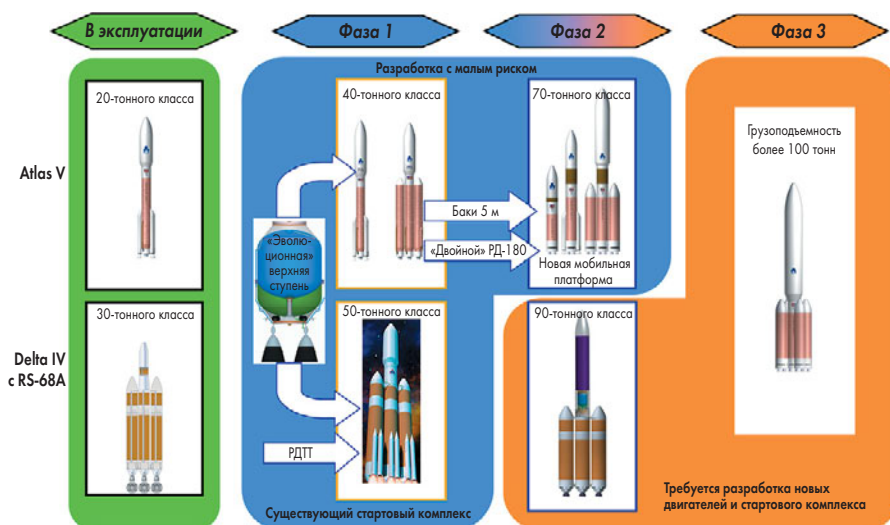 В эксплуатации
Фаза 1
Фаза 2
Фаза 3
Разработка с малым риском
Atlas V
20-тонного класса
40-тонного класса
70-тонного класса
Грузоподъемность
более 100 тонн
«Эволю-
ционная»
верхняя
ступень
Баки 5 м
«Двойной» РД-180
Новая мобильная
платформа
Delta IV
с RS-68A
30-тонного класса
50-тонного класса
90-тонного класса
РДТТ
Существующий стартовый комплекс
Требуется разработка новых
двигателей и стартового комплекса